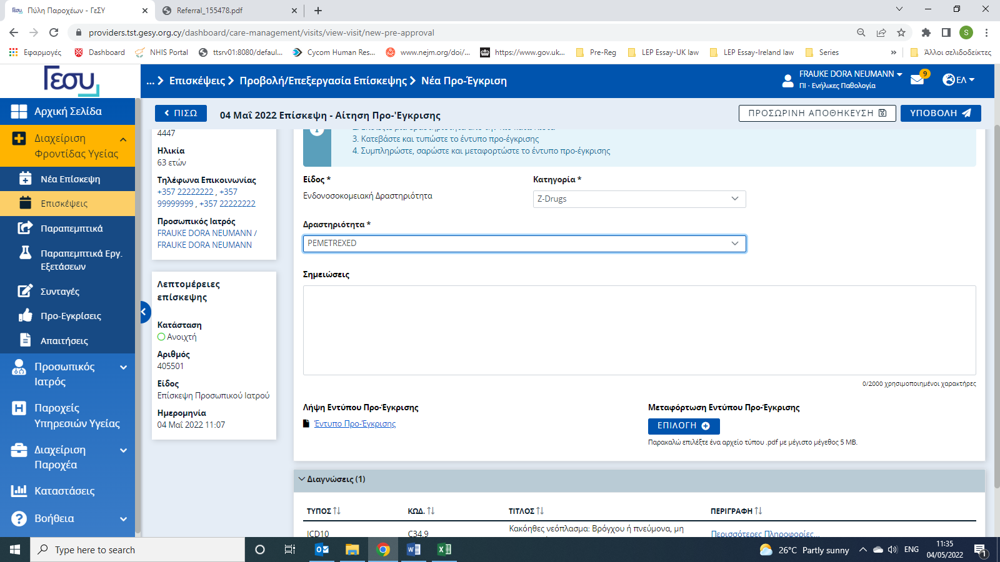 Πύλη Παροχέων - ΓεΣΥ
Referral_155478.pdf
providers.tst.gesy.org.cy/dashboard/care-management/visits/view-visit/new-pre-approval
S
Εφαρμογές
Dashboard
NHIS Portal
ttsrv01:8080/defaul...
Cycom Human Res...
www.nejm.org/doi/...
https://www.gov.uk...
Pre-Reg
LEP Essay-UK law
LEP Essay-Ireland law
Series
»
Άλλοι σελιδοδείκτες
Γεσυ
... > Επισκέψεις > Προβολή/Επεξεργασία Επίσκεψης > Νέα Προ-Έγκριση
FRAUKE DORA NEUMANN
ΠΙ - Ενήλικες Παθολογία
9
ΕΛ
Αρχική Σελίδα
Διαχείριση
Φροντίδας Υγείας
Νέα Επίσκεψη
Επισκέψεις
Παραπεμπτικά
Παραπεμπτικά Εργ.
Εξετάσεων
Συνταγές
Προ-Εγκρίσεις
Απαιτήσεις
Προσωπικός
Ιατρός
Παροχείς
Υπηρεσιών Υγείας
Διαχείριση
Παροχέα
Καταστάσεις
Βοήθεια
ΠΙΣΩ
04 Μαΐ 2022 Επίσκεψη - Αίτηση Προ-'Εγκρισης
ΠΡΟΣΩΡΙΝΗ ΑΠΟΘΗΚΕΥΣΗ
ΥΠΟΒΟΛΗ
4447
Ηλικία
63 ετών
Τηλέφωνα Επικοινωνίας
+357 22222222 , +357
99999999 , +357 22222222
Προσωπικός Ιατρός
FRAUKE DORA NEUMANN /
FRAUKE DORA NEUMANN
Λεπτομέρειες
επίσκεψης
Κατάσταση
Ανοιχτή
Αριθμός
405501
Είδος
Επίσκεψη Προσωπικού Ιατρού
Ημερομηνία
04 Μαΐ 2022 11:07
3. Κατεβάστε και τυπώστε το έντυπο προ-έγκρισης
4. Συμπληρώστε, σαρώστε και μεταφορτώστε το έντυπο προ-έγκρισης
Είδος *
Ενδονοσοκομειακή Δραστηριότητα
Κατηγορία *
Z-Drugs
Δραστηριότητα *
PEMETREXED
Σημειώσεις
0/2000 χρησιμοποιημένοι χαρακτήρες
Λήψη Εντύπου Προ-Έγκρισης
Έντυπο Προ-Έγκρισης
Μεταφόρτωση Εντύπου Προ-Έγκρισης
ΕΠΙΛΟΓΗ
Παρακαλώ επιλέξτε ένα αρχείο τύπου .pdf με μέγιστο μέγεθος 5 MB.
Διαγνώσεις (1)
ΤΥΠΟΣ
ΚΩΔ.
ΤΙΤΛΟΣ
ΠΕΡΙΓΡΑΦΗ
ICD10
C34.9
Κακόηθες νεόπλασμα: Βρόγχου ή πνεύμονα, μη
Περισσότερες Πληροφορίες...
Type here to search
26°C Partly sunny
ENG
11:35
04/05/2022
1